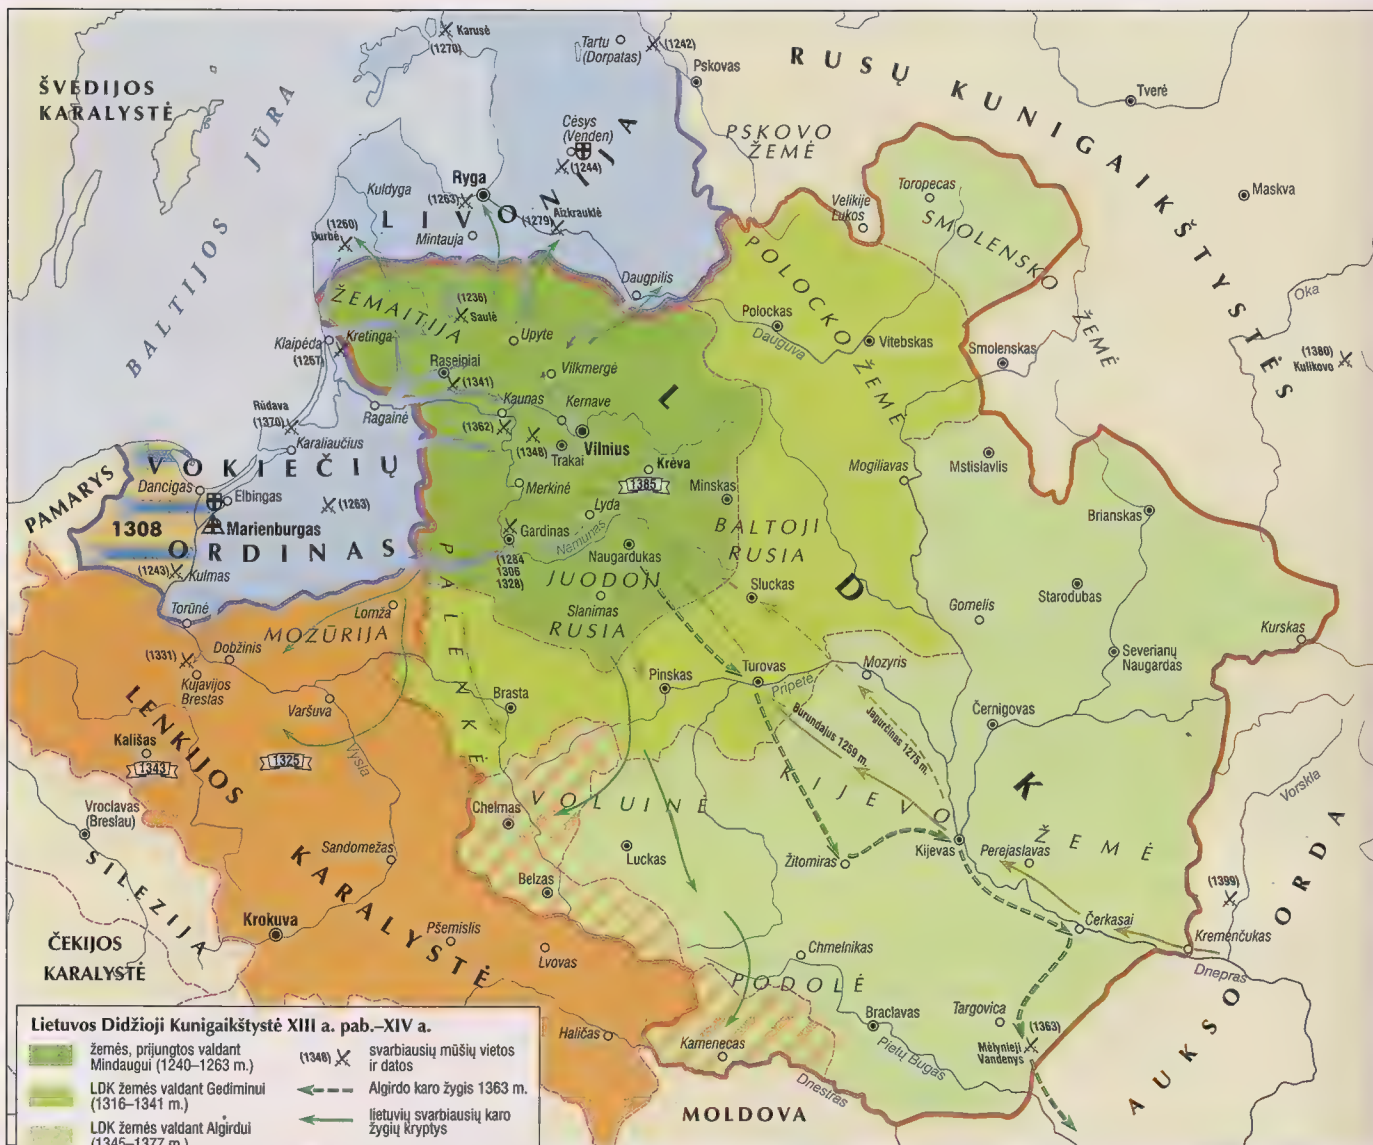 Karusė
(1270)
Tartu
(Dorpatas)
(1242)
Pskovas
RUSŲ KUNIGAIKŠTYSTĖS
Tverė
ŠVEDIJOS
KARALYSTĖ
BALTIJOS JŪRA
Cėsys
(Venden)
(1244)
PSKOVO
ŽEMĖ
Maskva
Kuldyga
Ryga
(1263)
LIVONIJA
(1279)
Aizkrauklė
Mintauja
(1260)
Durbė
Toropecas
Velikije
Lukos
SMOLENSKO
ŽEMĖ
Daugpilis
POLOCKO ŽEMĖ
Oka
ŽEMAITIJA
(1236)
Saulė
Upyte
Polockas
Dauguva
Vitebskas
Smolenskas
(1380)
Kulikovo
Klaipėda
(1257)
Kretinga
Raseiniai
(1341)
Vilkmergė
Ragainė
Kaunas
(1362)
Kernave
(1348)
Vilnius
Trakai
L
D
K
Rūdava
(1370)
Karaliaučius
Krėva
1385
Mogiliavas
Mstislavlis
VOKIEČIŲ
ORDINAS
Dancigas
Elbingas
(1263)
Marienburgas
PAMARYS
1308
Merkinė
Lyda
Minskas
Brianskas
BALTOJI
RUSIA
Gardinas
(1284
1306
1328)
Nemunas
Naugardukas
(1243)
Kulmas
JUODOJI
RUSIA
Slanimas
Sluckas
Gomelis
Starodubas
Kurskas
Torūnė
Lomža
MOZŪRIJA
Dobžinis
(1331)
Kujavijos
Breslas
PALENKĖ
Severianų
Naugardas
Mozyris
Turovas
Pripetė
Pinskas
Brasta
Varšuva
Vysla
LENKIJOS
KARALYSTĖ
Burundajus 1259 m.
Jagurčinas 1275 m.
Černigovas
Kališas
1343
1325
Vorskla
Vroclavas
(Breslau)
SILEZIJA
Chelmas
VOLUINĖ
KIJEVO
ŽEMĖ
Luckas
Žitomiras
Kijevas
Perejaslavas
Sandomežas
Belzas
(1399)
AUKSO ORDA
Krokuva
Pšemislis
Lvovas
Čerkasai
Kremenčukas
Dnepras
ČEKIJOS
KARALYSTĖ
Chmelnikas
PODOLĖ
Braclavas
Targovica
(1363)
Mėlynieji
Vandenys
Pietų Bugas
Haličas
Kamenecas
Dnestras
MOLDOVA
Lietuvos Didžioji Kunigaikštystė XIII a. pab.–XIV a.
žemės, prijungtos valdant
Mindaugui (1240–1263 m.)
LDK žemės valdant Gediminui
(1316–1341 m.)
LDK žemės valdant Algirdui
(1345–1377 m.)
(1348) svarbiausių mūšių vietos
ir datos
Algirdo karo žygis 1363 m.
lietuvių svarbiausių karo
žygių kryptys